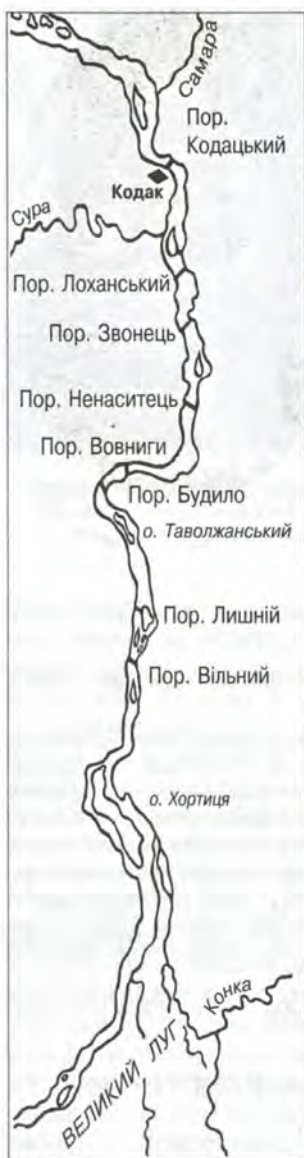 Самара
Пор.
Кодацький
Кодак
Сура
Пор. Лоханський
Пор. Звонець
Пор. Ненаситець
Пор. Вовниги
Пор. Будило
о. Таволжанський
Пор. Лишній
Пор. Вільний
о. Хортиця
Конка
ВЕЛИКИЙ ЛУГ